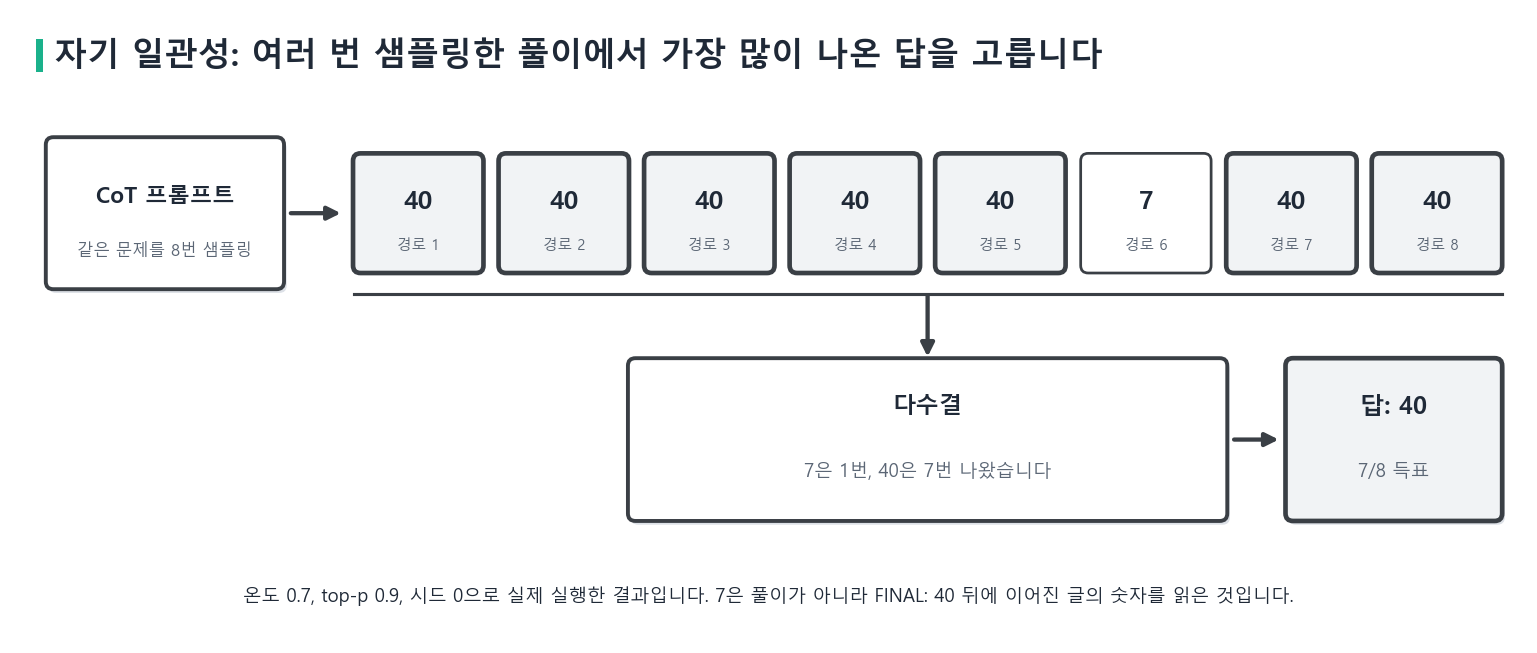 자기 일관성: 여러 번 샘플링한 풀이에서 가장 많이 나온 답을 고릅니다
CoT 프롬프트
같은 문제를 8번 샘플링
40
경로 1
40
경로 2
40
경로 3
40
경로 4
40
경로 5
7
경로 6
40
경로 7
40
경로 8
다수결
7은 1번, 40은 7번 나왔습니다
답: 40
7/8 득표
온도 0.7, top-p 0.9, 시드 0으로 실제 실행한 결과입니다. 7은 풀이가 아니라 FINAL: 40 뒤에 이어진 글의 숫자를 읽은 것입니다.